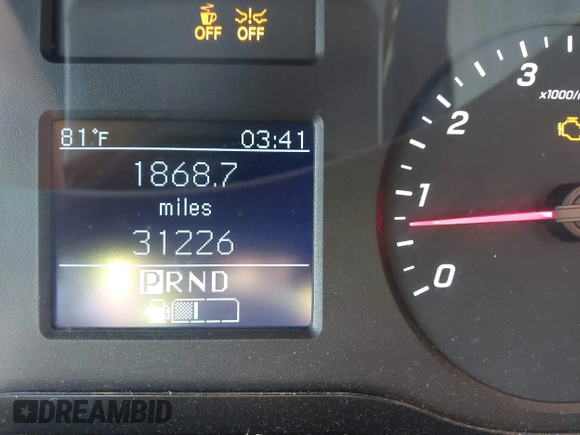 OFF OFF
81°F 03:41
1868.7
miles
31226
PRND
3
x1000/
2
1
0
DREAMBID